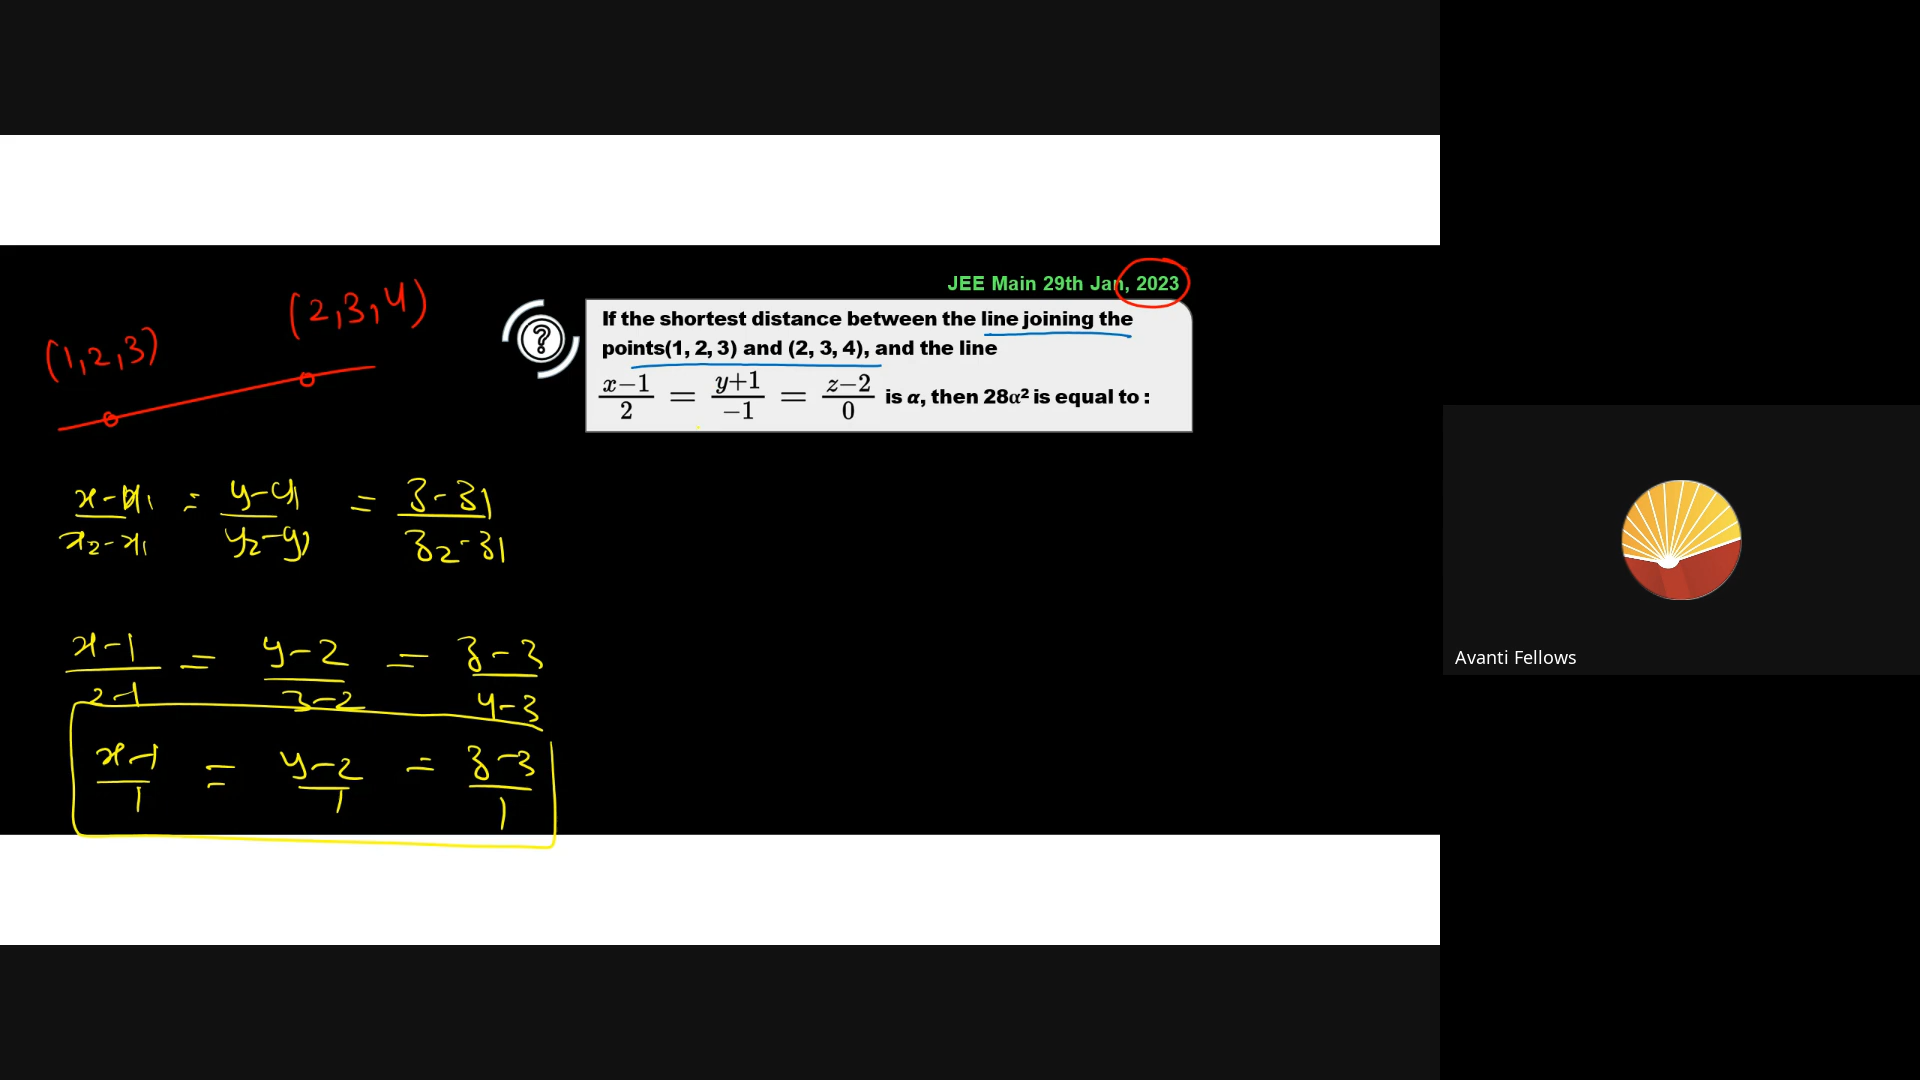 JEE Main 29th Jan, 2023
If the shortest distance between the line joining the
points(1, 2, 3) and (2, 3, 4), and the line
x−1/2 = y+1/−1 = z−2/0 is α, then 28α² is equal to :
(1,2,3)
(2,3,4)
x-x₁/x₂-x₁ = y-y₁/y₂-y₁ = z-z₁/z₂-z₁
x-1/2-1 = y-2/3-2 = z-3/4-3
x-1/1 = y-2/1 = z-3/1
Avanti Fellows